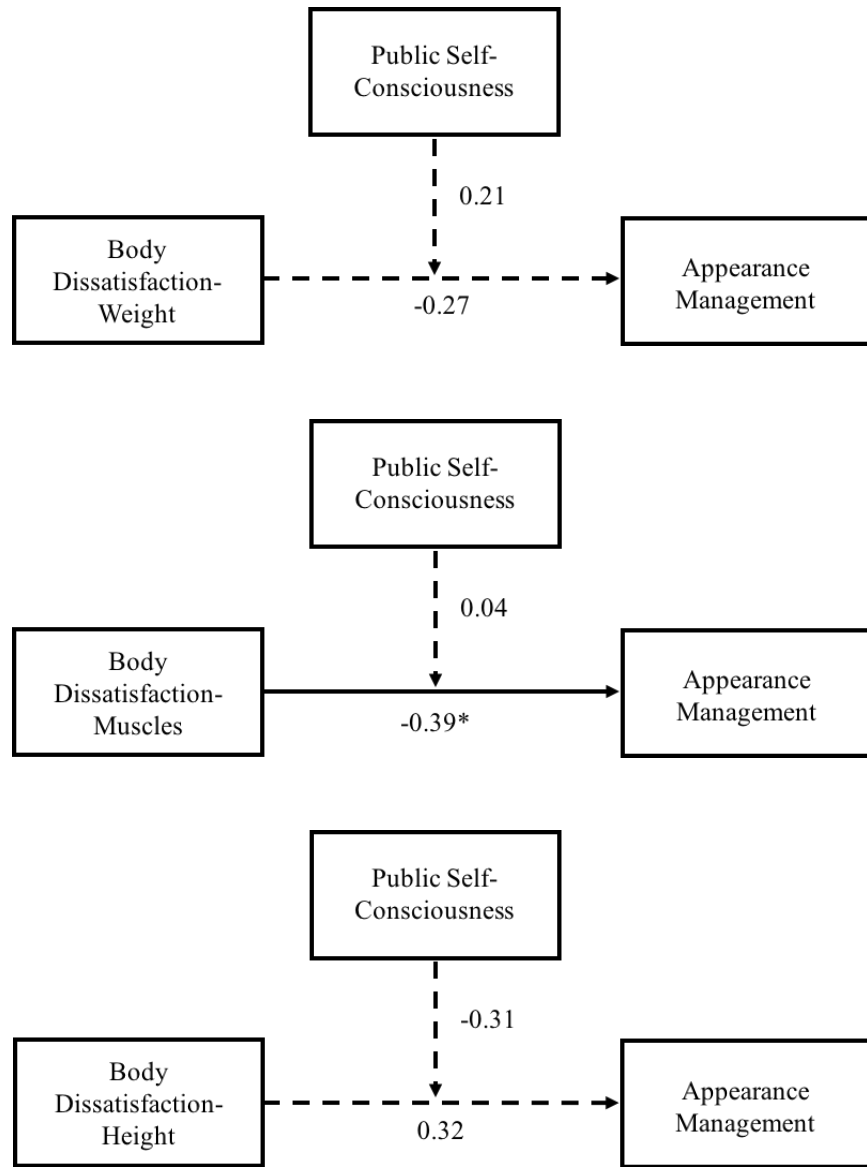 Public Self-
Consciousness
0.21
Body
Dissatisfaction-
Weight
-0.27
Appearance
Management
Public Self-
Consciousness
0.04
Body
Dissatisfaction-
Muscles
-0.39*
Appearance
Management
Public Self-
Consciousness
-0.31
Body
Dissatisfaction-
Height
0.32
Appearance
Management